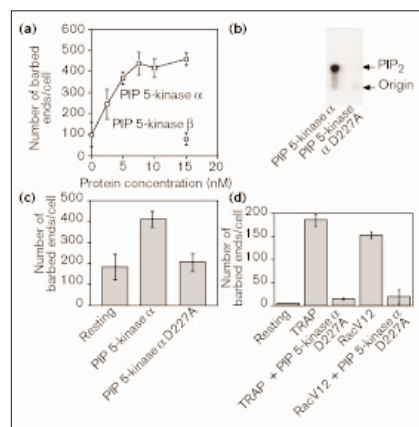 (a)
Number of barbed
ends/cell
600
500
400
300
200
100
0
PIP 5-kinase α
PIP 5-kinase β
0
5
10
15
20
Protein concentration (nM)
(b)
PIP2
Origin
PIP 5-kinase α
PIP 5-kinase
α D227A
(c)
Number of barbed
ends/cell
500
400
300
200
100
0
Resting
PIP 5-kinase α
PIP 5-kinase α D227A
(d)
Number of
barbed ends/cell
200
150
100
50
0
Resting
TRAP
TRAP + PIP 5-kinase α
D227A
RacV12
RacV12 + PIP 5-kinase α
D227A